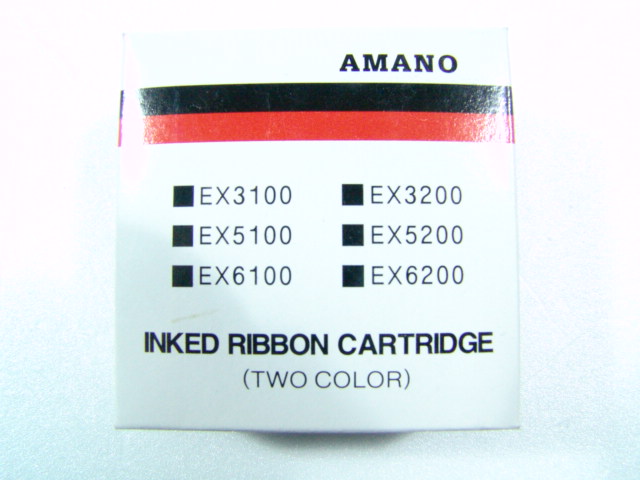 AMANO
■EX3100 ■EX3200
■EX5100 ■EX5200
■EX6100 ■EX6200
INKED RIBBON CARTRIDGE
(TWO COLOR)